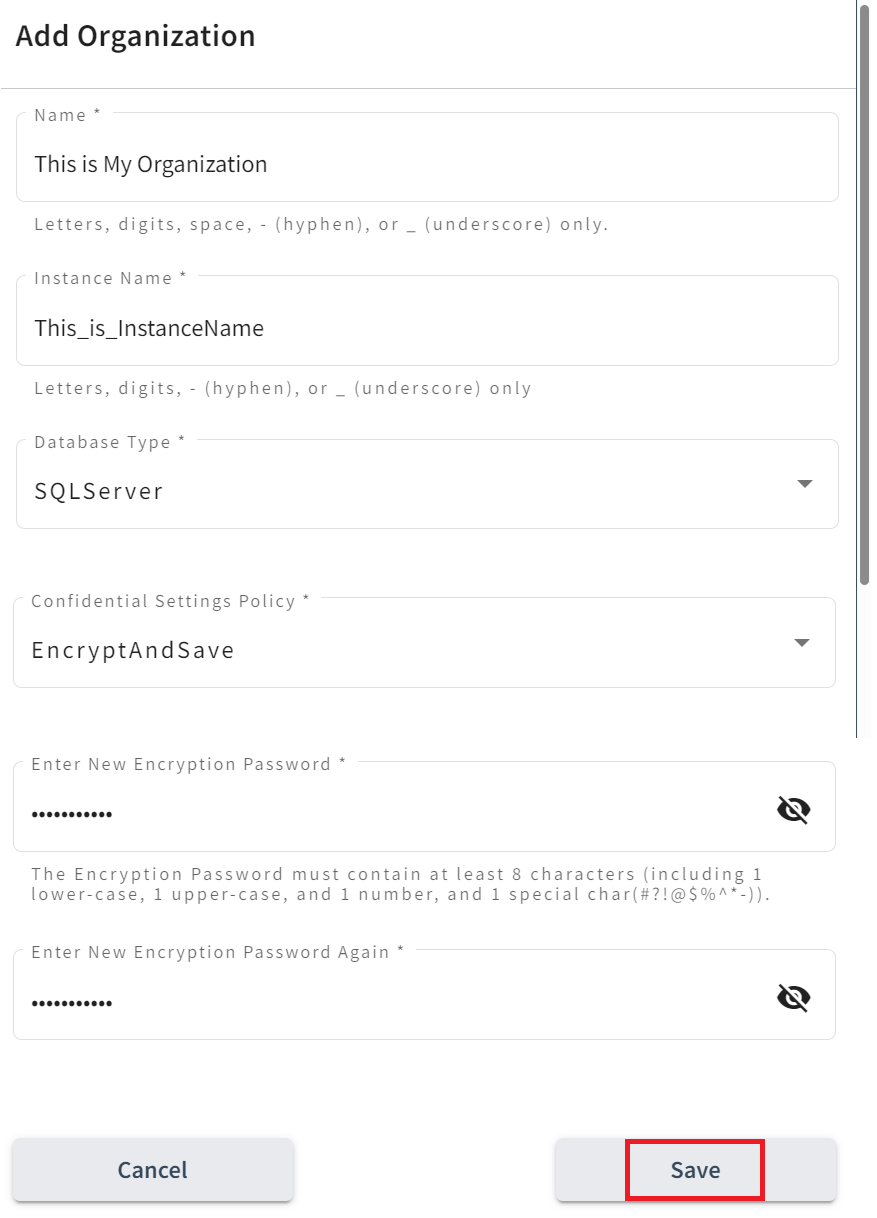 Add Organization
Name *
This is My Organization
Letters, digits, space, - (hyphen), or _ (underscore) only.
Instance Name *
This_is_InstanceName
Letters, digits, - (hyphen), or _ (underscore) only
Database Type *
SQLServer
Confidential Settings Policy *
EncryptAndSave
Enter New Encryption Password *
•••••••••••
The Encryption Password must contain at least 8 characters (including 1
lower-case, 1 upper-case, and 1 number, and 1 special char(#?!@$%^*-)).
Enter New Encryption Password Again *
•••••••••••
Cancel
Save